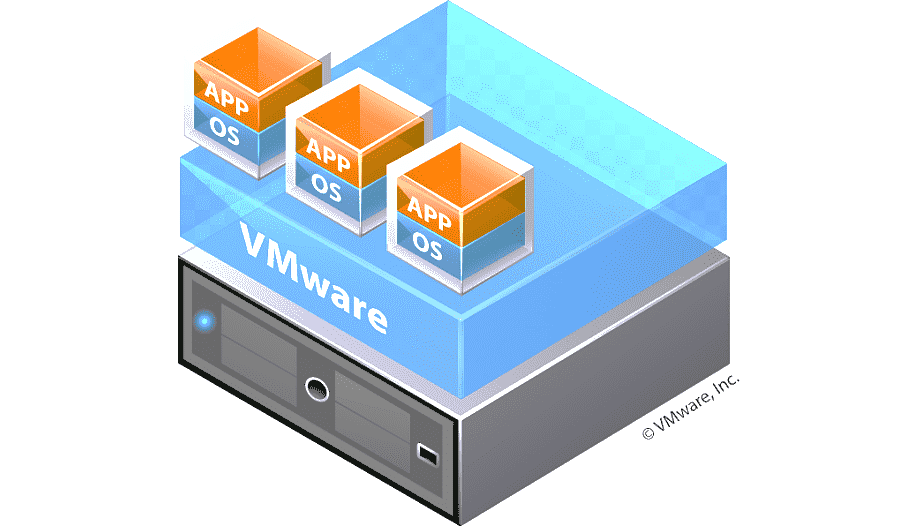 APP
OS
APP
OS
APP
OS
VMware
© VMware, Inc.